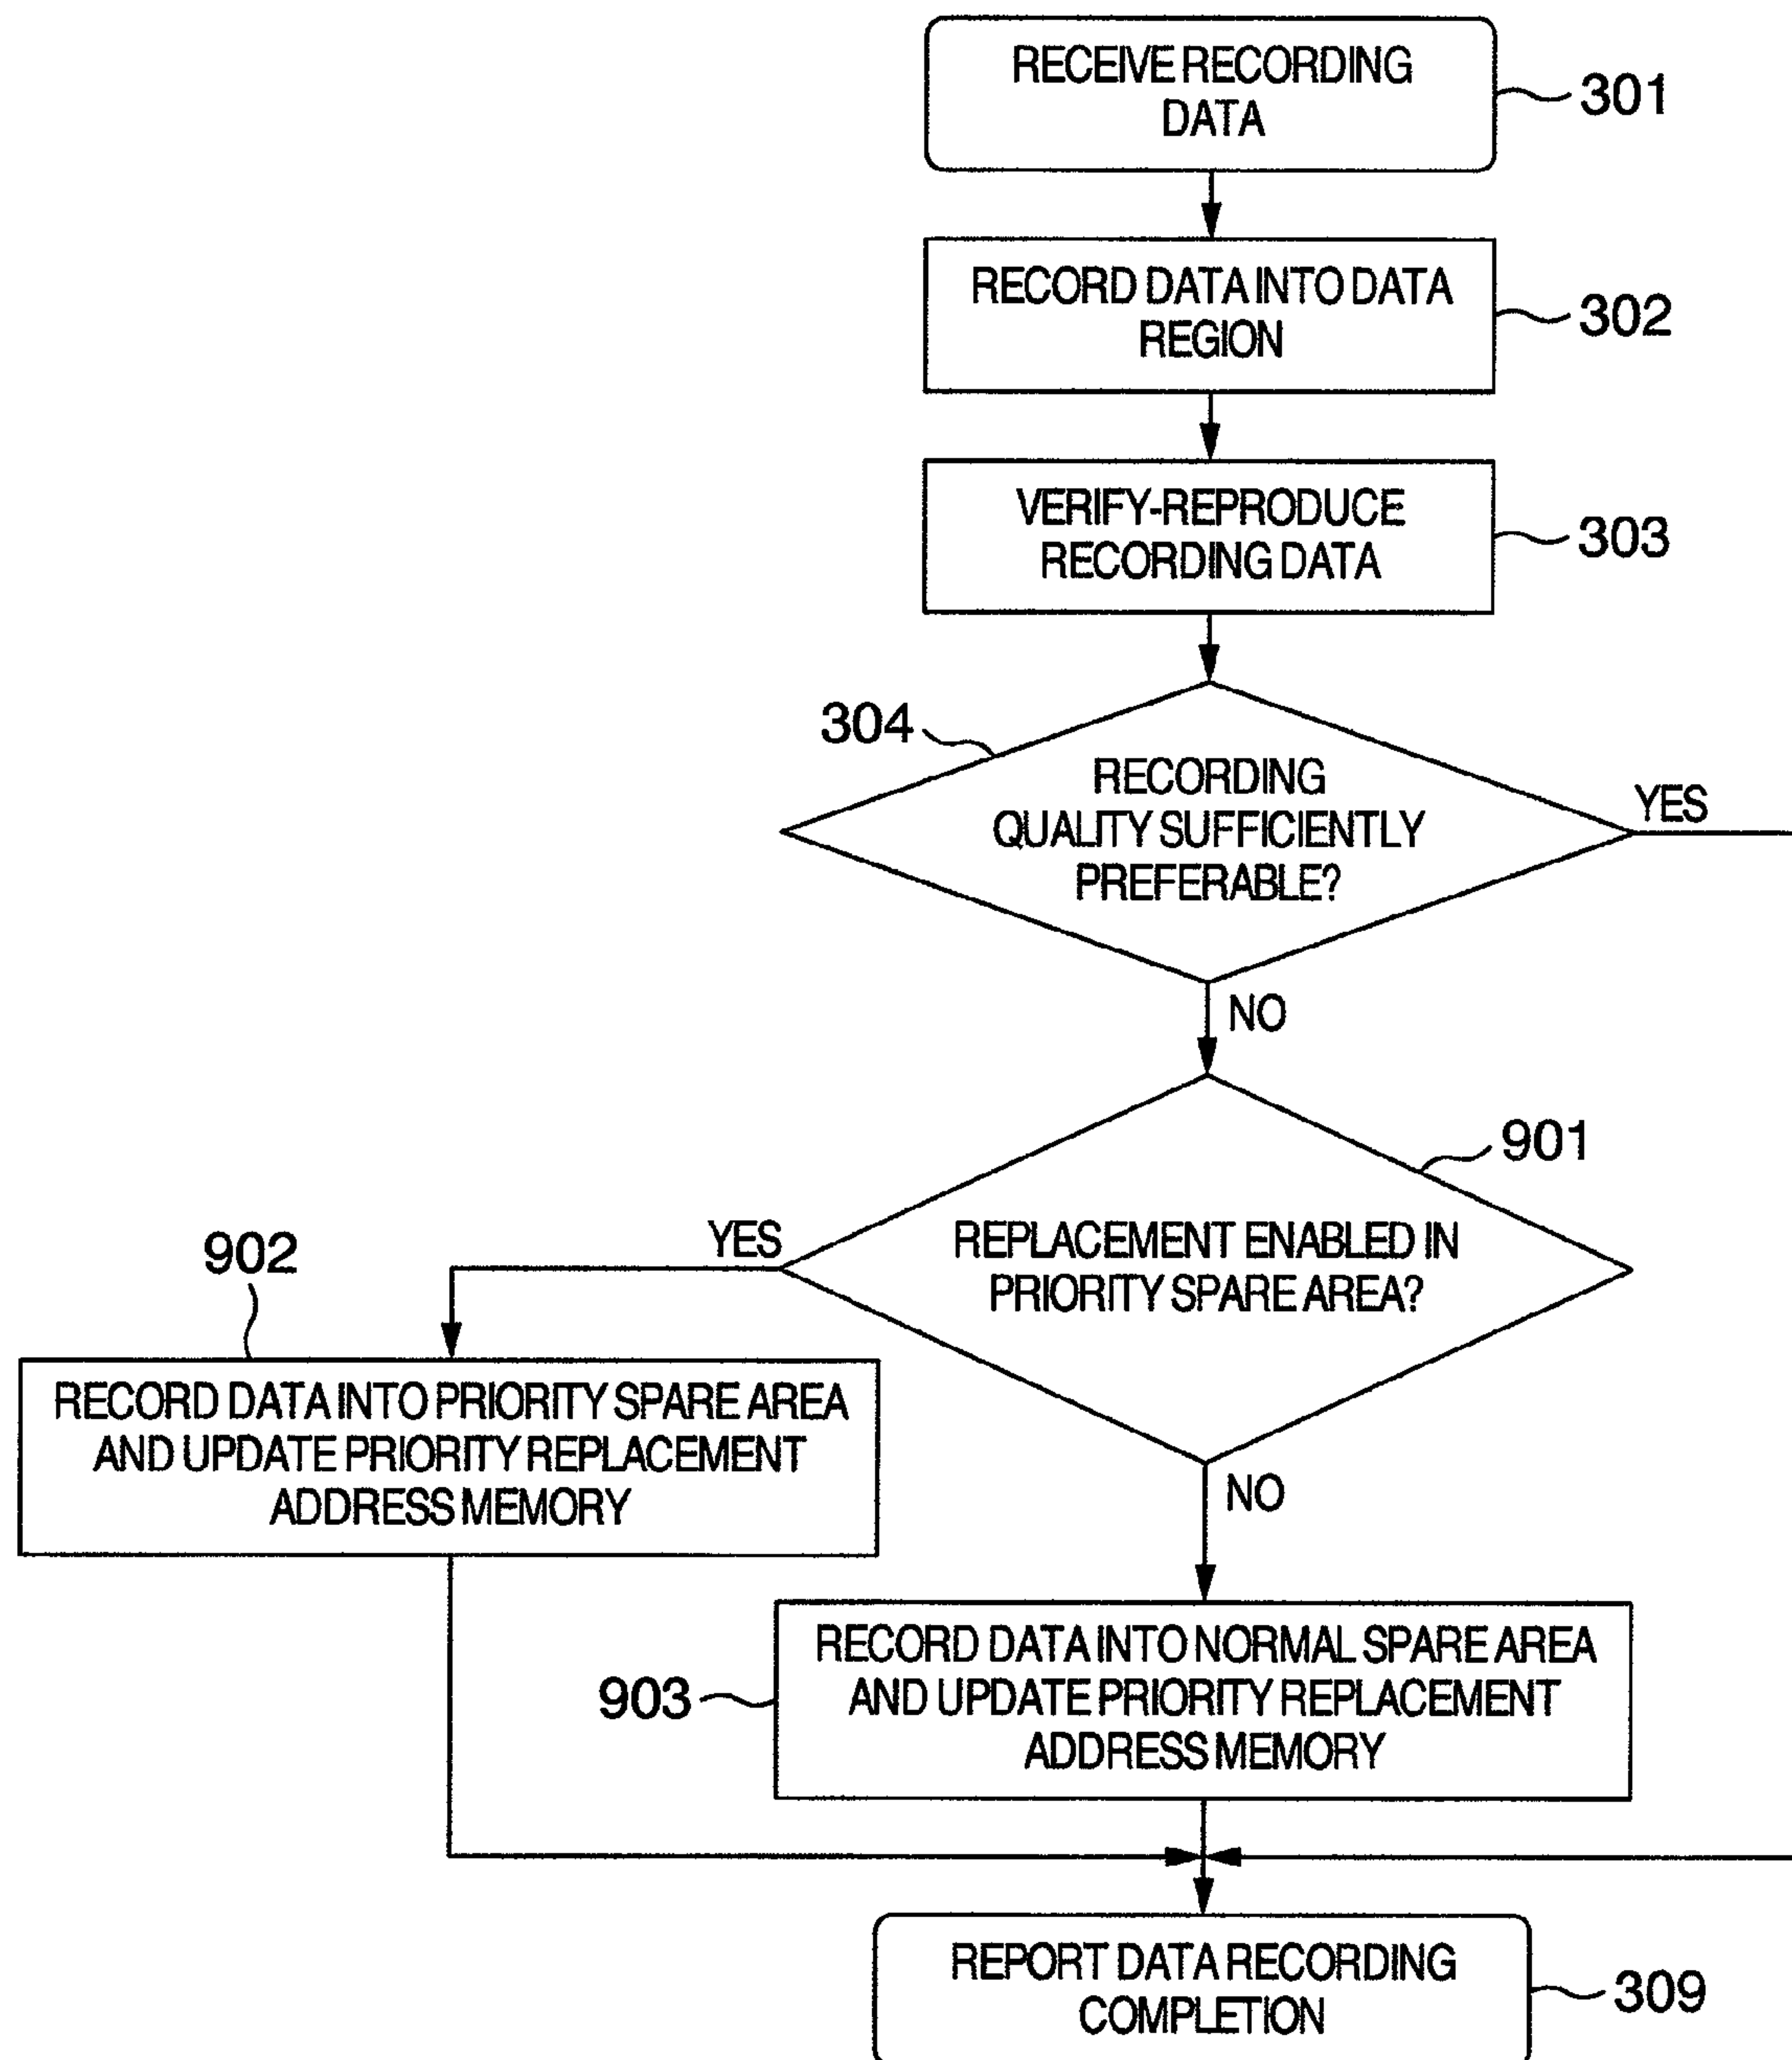 RECEIVE RECORDING
DATA
301
RECORD DATA INTO DATA
REGION
302
VERIFY-REPRODUCE
RECORDING DATA
303
304
RECORDING
QUALITY SUFFICIENTLY
PREFERABLE?
YES
NO
901
REPLACEMENT ENABLED IN
PRIORITY SPARE AREA?
YES
902
RECORD DATA INTO PRIORITY SPARE AREA
AND UPDATE PRIORITY REPLACEMENT
ADDRESS MEMORY
NO
903
RECORD DATA INTO NORMAL SPARE AREA
AND UPDATE PRIORITY REPLACEMENT
ADDRESS MEMORY
REPORT DATA RECORDING
COMPLETION
309